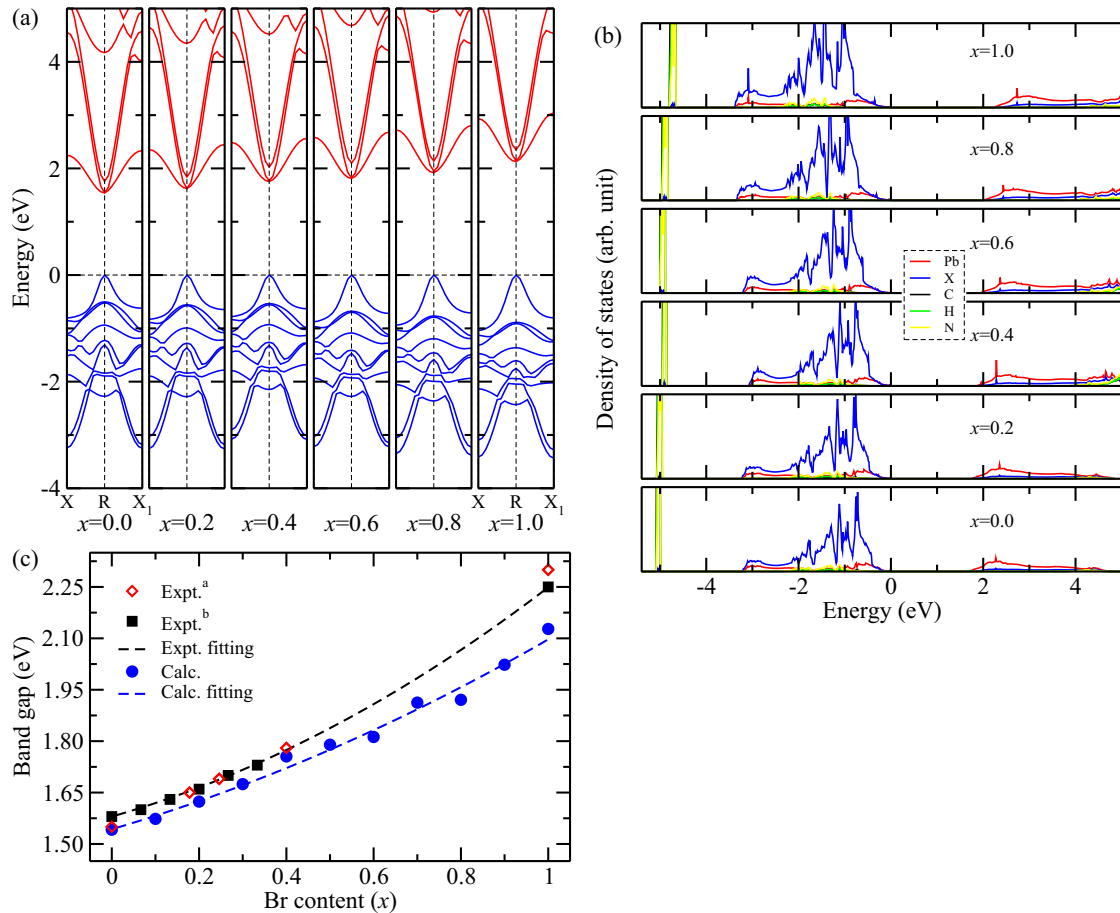 (a)
4
2
0
-2
-4
Energy (eV)
X R X₁
x=0.0 x=0.2 x=0.4 x=0.6 x=0.8 x=1.0
(b)
x=1.0
x=0.8
x=0.6
Pb
X
C
H
N
x=0.4
x=0.2
x=0.0
Density of states (arb. unit)
-4 -2 0 2 4
Energy (eV)
(c)
2.25
2.10
1.95
1.80
1.65
1.50
Band gap (eV)
Expt.ᵃ
Expt.ᵇ
Expt. fitting
Calc.
Calc. fitting
0 0.2 0.4 0.6 0.8 1
Br content (x)